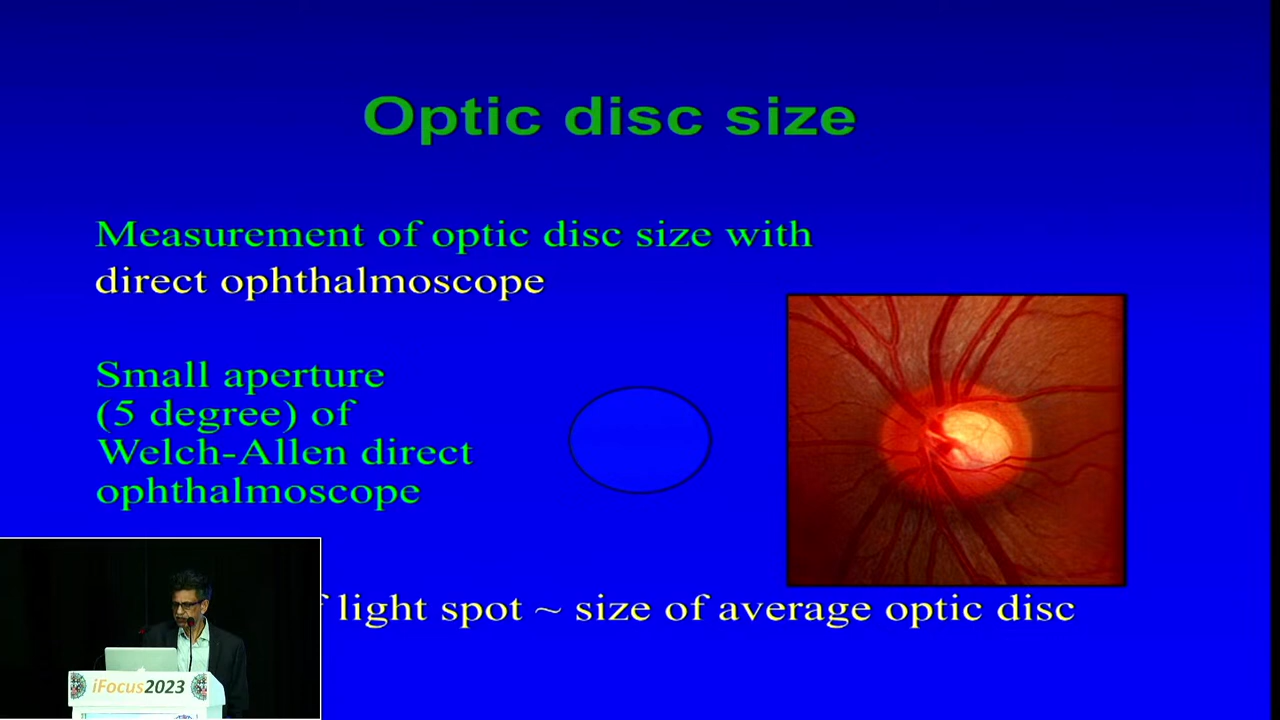 Optic disc size
Measurement of optic disc size with
direct ophthalmoscope
Small aperture
(5 degree) of
Welch-Allen direct
ophthalmoscope
light spot ~ size of average optic disc
iFocus2023